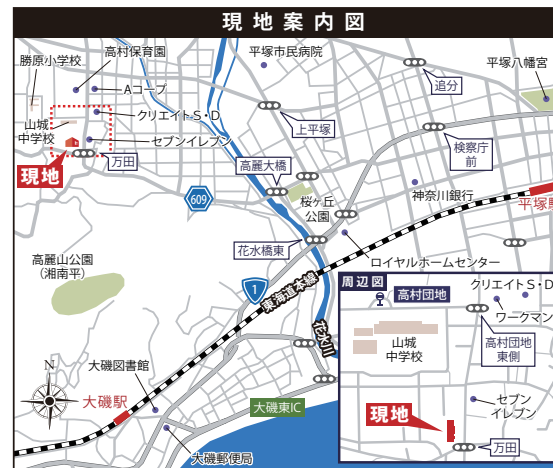 現地案内図
高村保育園
平塚市民病院
勝原小学校
平塚八幡宮
Aコープ
追分
クリエイトS・D
山城
中学校
上平塚
セブンイレブン
検察庁
前
万田
高麗大橋
現地
神奈川銀行
609
桜ヶ丘
公園
平塚駅
花水橋東
高麗山公園
(湘南平)
ロイヤルホームセンター
1
東海道本線
花水川
周辺図
高村団地
クリエイトS・D
ワークマン
山城
中学校
高村団地
東側
大磯図書館
N
大磯駅
大磯東IC
セブン
イレブン
現地
万田
大磯郵便局